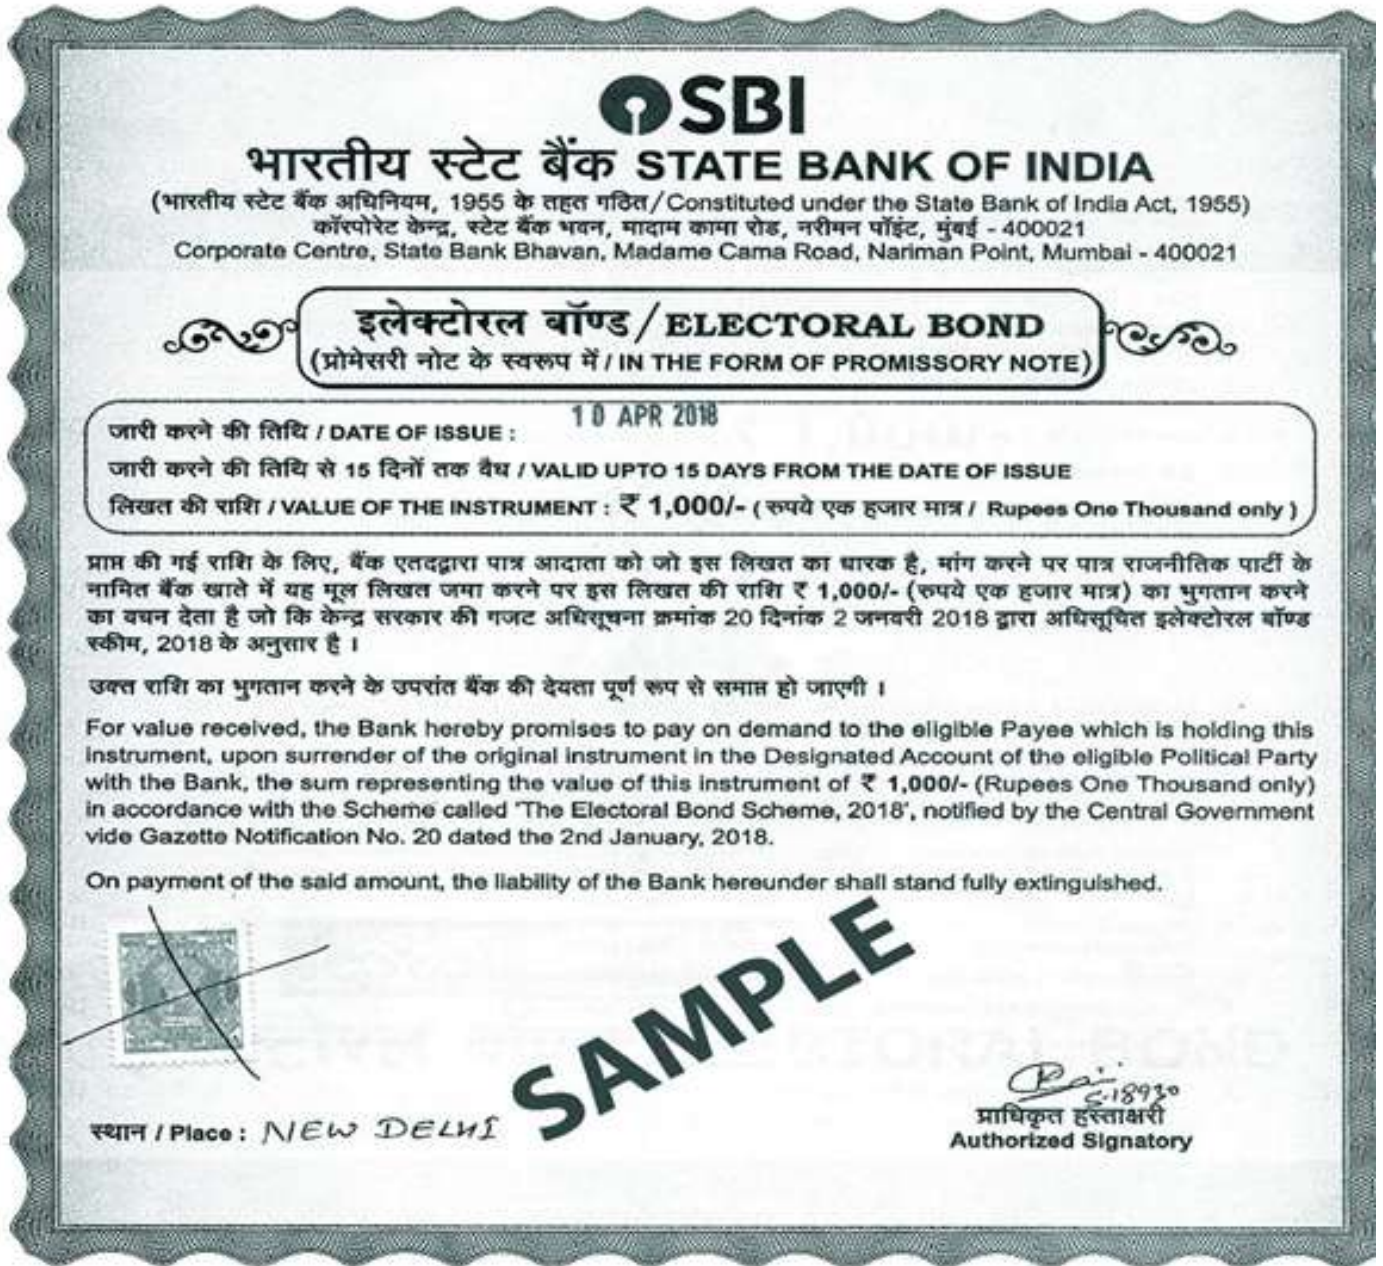 SBI
भारतीय स्टेट बैंक STATE BANK OF INDIA
(भारतीय स्टेट बैंक अधिनियम, 1955 के तहत गठित/Constituted under the State Bank of India Act, 1955)
कॉरपोरेट केन्द्र, स्टेट बैंक भवन, मादाम कामा रोड, नरीमन पॉइंट, मुंबई - 400021
Corporate Centre, State Bank Bhavan, Madame Cama Road, Nariman Point, Mumbai - 400021
इलेक्टोरल बॉण्ड/ELECTORAL BOND
(प्रोमेसरी नोट के स्वरूप में/ IN THE FORM OF PROMISSORY NOTE)
10 APR 2018
जारी करने की तिथि / DATE OF ISSUE :
जारी करने की तिथि से 15 दिनों तक वैध / VALID UPTO 15 DAYS FROM THE DATE OF ISSUE
लिखत की राशि / VALUE OF THE INSTRUMENT : ₹ 1,000/- ( रुपये एक हजार मात्र / Rupees One Thousand only )
प्राप्त की गई राशि के लिए, बैंक एतदद्वारा पात्र आदाता को जो इस लिखत का धारक है, मांग करने पर पात्र राजनीतिक पार्टी के
नामित बैंक खाते में यह मूल लिखत जमा करने पर इस लिखत की राशि ₹ 1,000/- (रुपये एक हजार मात्र) का भुगतान करने
का वचन देता है जो कि केन्द्र सरकार की गजट अधिसूचना क्रमांक 20 दिनांक 2 जनवरी 2018 द्वारा अधिसूचित इलेक्टोरल बॉण्ड
स्कीम, 2018 के अनुसार है ।
उक्त राशि का भुगतान करने के उपरांत बैंक की देयता पूर्ण रूप से समाप्त हो जाएगी ।
For value received, the Bank hereby promises to pay on demand to the eligible Payee which is holding this
instrument, upon surrender of the original instrument in the Designated Account of the eligible Political Party
with the Bank, the sum representing the value of this instrument of ₹ 1,000/- (Rupees One Thousand only)
in accordance with the Scheme called 'The Electoral Bond Scheme, 2018', notified by the Central Government
vide Gazette Notification No. 20 dated the 2nd January, 2018.
On payment of the said amount, the liability of the Bank hereunder shall stand fully extinguished.
SAMPLE
स्थान / Place : NEW DELHI
प्राधिकृत हस्ताक्षरी
Authorized Signatory